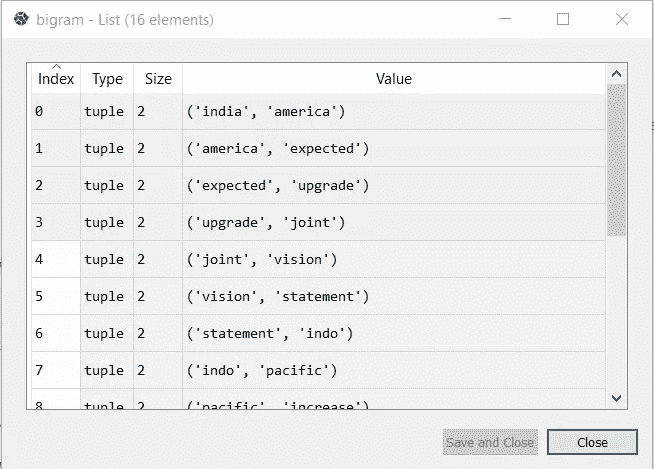 bigram - List (16 elements)
Index Type Size Value
0 tuple 2 ('india', 'america')
1 tuple 2 ('america', 'expected')
2 tuple 2 ('expected', 'upgrade')
3 tuple 2 ('upgrade', 'joint')
4 tuple 2 ('joint', 'vision')
5 tuple 2 ('vision', 'statement')
6 tuple 2 ('statement', 'indo')
7 tuple 2 ('indo', 'pacific')
8 tuple 2 ('pacific', 'increase')
Save and Close Close